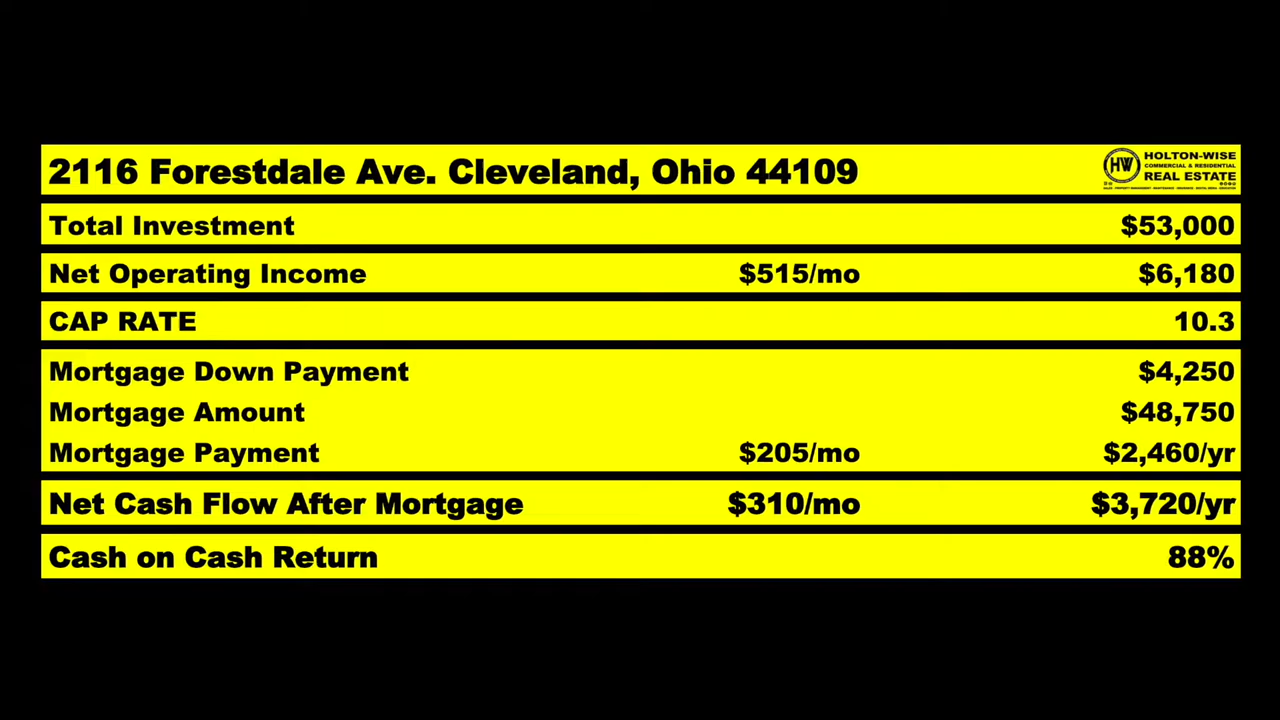 2116 Forestdale Ave. Cleveland, Ohio 44109
HW
HOLTON-WISE
COMMERCIAL & RESIDENTIAL
REAL ESTATE
Total Investment $53,000
Net Operating Income $515/mo $6,180
CAP RATE 10.3
Mortgage Down Payment $4,250
Mortgage Amount $48,750
Mortgage Payment $205/mo $2,460/yr
Net Cash Flow After Mortgage $310/mo $3,720/yr
Cash on Cash Return 88%